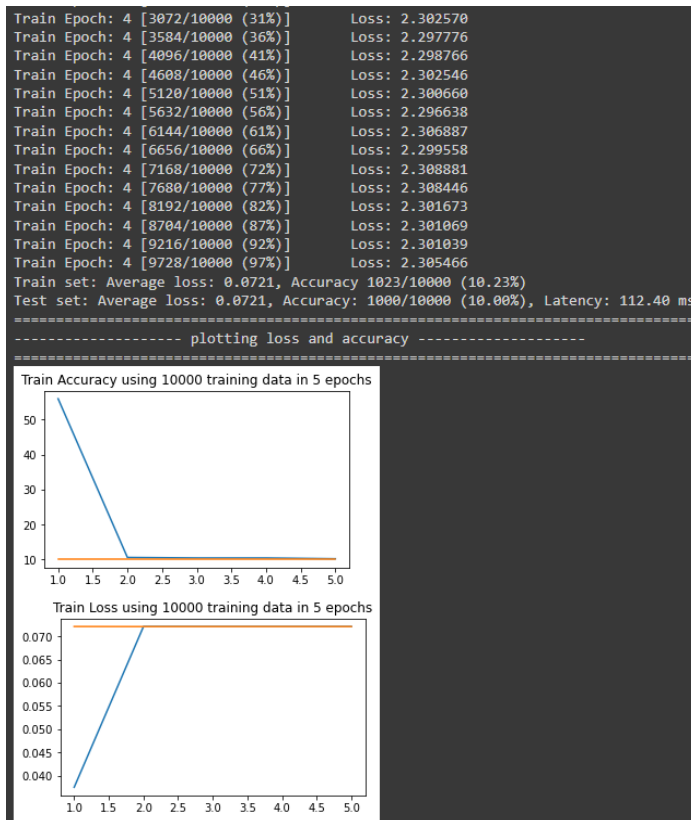 Train Epoch: 4 [3072/10000 (31%)] Loss: 2.302570
Train Epoch: 4 [3584/10000 (36%)] Loss: 2.297776
Train Epoch: 4 [4096/10000 (41%)] Loss: 2.298766
Train Epoch: 4 [4608/10000 (46%)] Loss: 2.302546
Train Epoch: 4 [5120/10000 (51%)] Loss: 2.300660
Train Epoch: 4 [5632/10000 (56%)] Loss: 2.296638
Train Epoch: 4 [6144/10000 (61%)] Loss: 2.306887
Train Epoch: 4 [6656/10000 (66%)] Loss: 2.299558
Train Epoch: 4 [7168/10000 (72%)] Loss: 2.308881
Train Epoch: 4 [7680/10000 (77%)] Loss: 2.308446
Train Epoch: 4 [8192/10000 (82%)] Loss: 2.301673
Train Epoch: 4 [8704/10000 (87%)] Loss: 2.301069
Train Epoch: 4 [9216/10000 (92%)] Loss: 2.301039
Train Epoch: 4 [9728/10000 (97%)] Loss: 2.305466
Train set: Average loss: 0.0721, Accuracy 1023/10000 (10.23%)
Test set: Average loss: 0.0721, Accuracy: 1000/10000 (10.00%), Latency: 112.40 ms
================================================================================
-------------------- plotting loss and accuracy --------------------
================================================================================
Train Accuracy using 10000 training data in 5 epochs
50
40
30
20
10
1.0 1.5 2.0 2.5 3.0 3.5 4.0 4.5 5.0
Train Loss using 10000 training data in 5 epochs
0.070
0.065
0.060
0.055
0.050
0.045
0.040
1.0 1.5 2.0 2.5 3.0 3.5 4.0 4.5 5.0